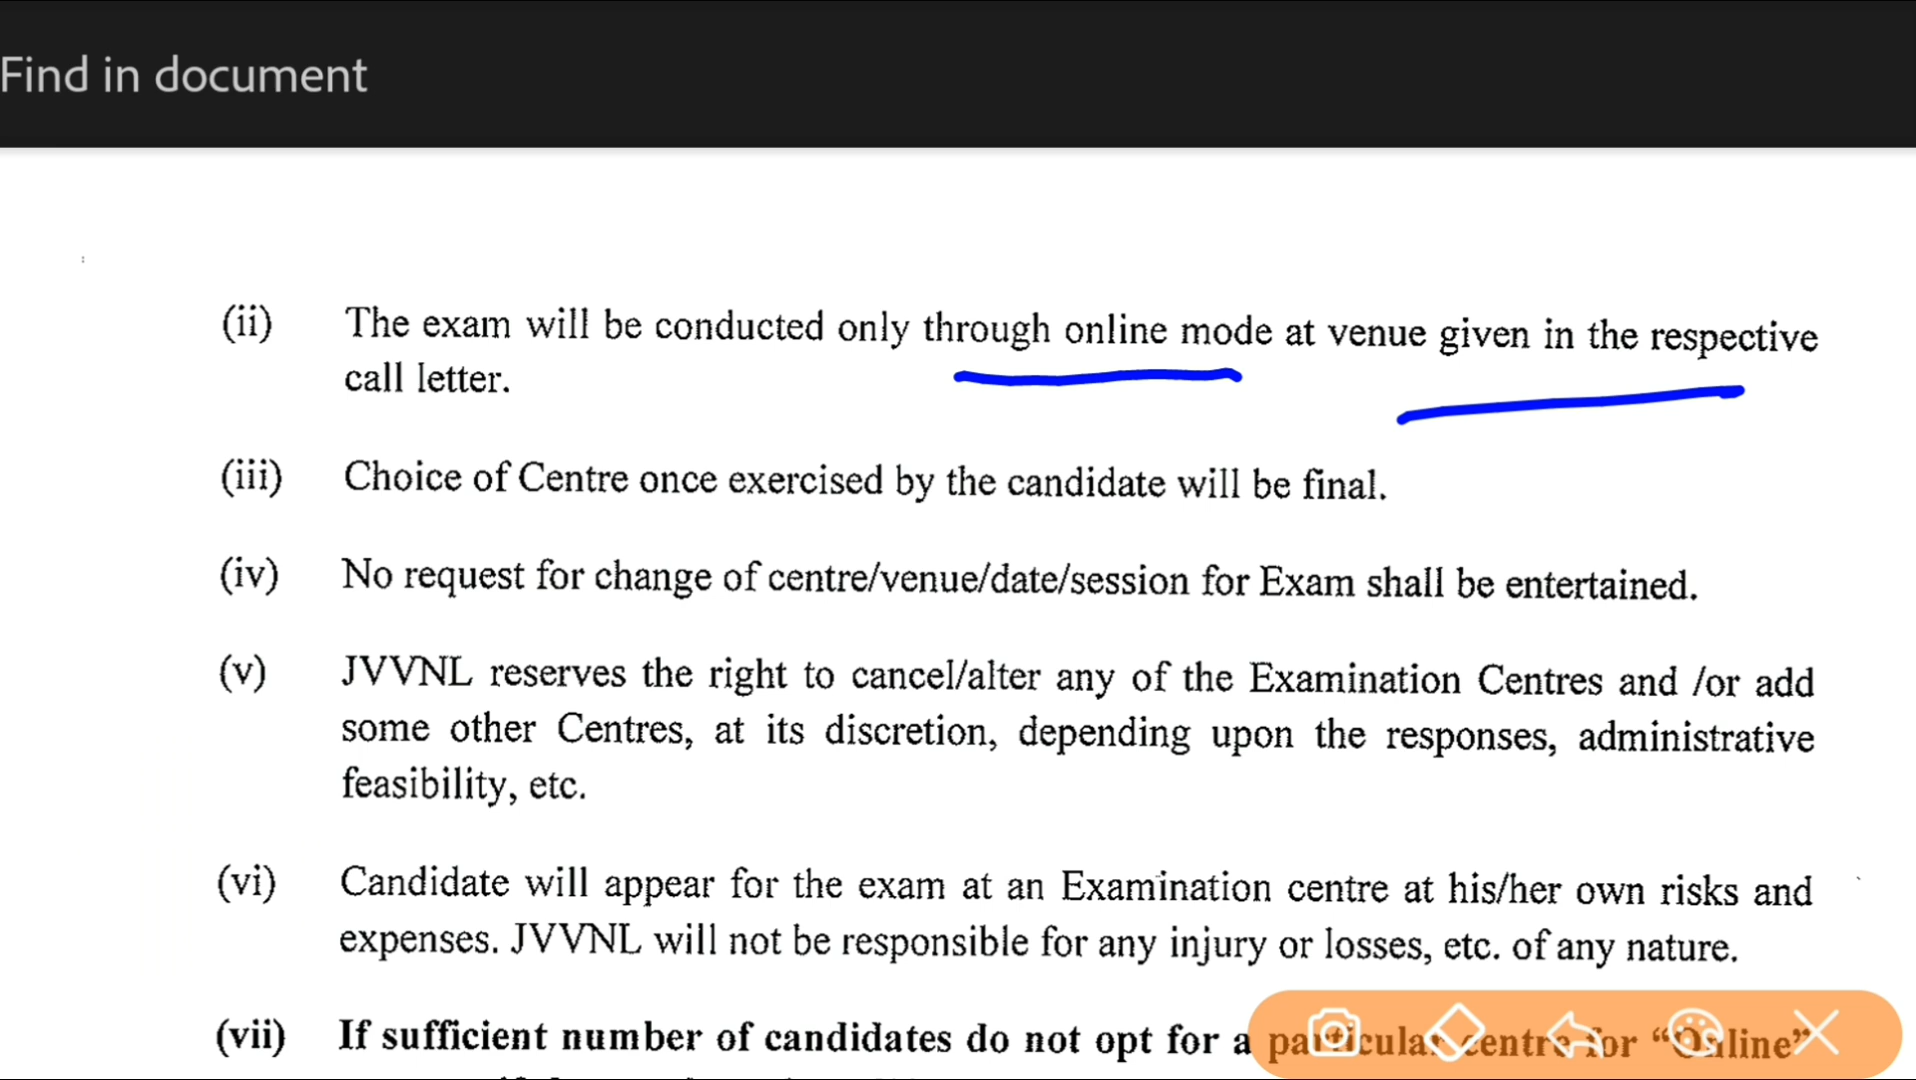 Find in document
(ii) The exam will be conducted only through online mode at venue given in the respective
call letter.
(iii) Choice of Centre once exercised by the candidate will be final.
(iv) No request for change of centre/venue/date/session for Exam shall be entertained.
(v) JVVNL reserves the right to cancel/alter any of the Examination Centres and /or add
some other Centres, at its discretion, depending upon the responses, administrative
feasibility, etc.
(vi) Candidate will appear for the exam at an Examination centre at his/her own risks and
expenses. JVVNL will not be responsible for any injury or losses, etc. of any nature.
(vii) If sufficient number of candidates do not opt for a particular centre for “Online”